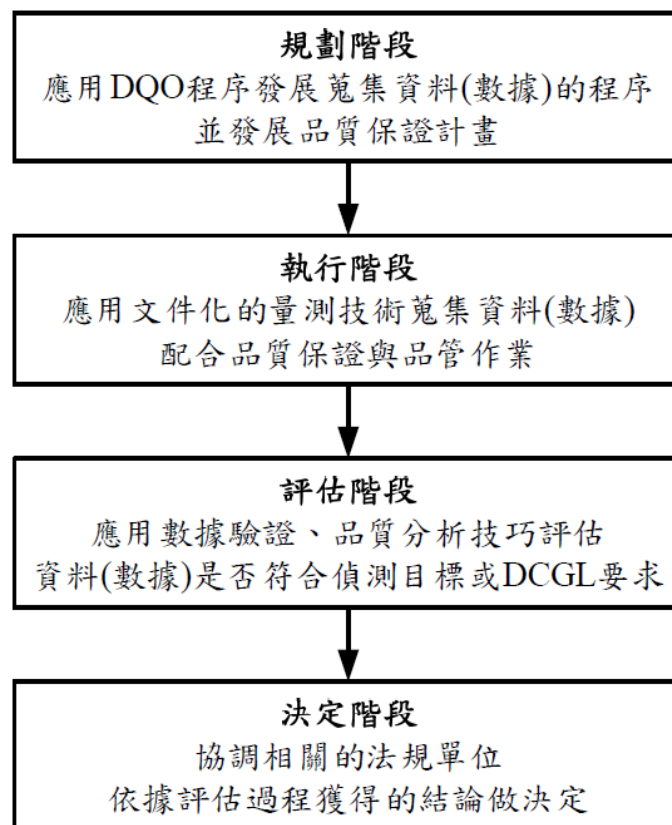 規劃階段
應用DQO程序發展蒐集資料(數據)的程序
並發展品質保證計畫
執行階段
應用文件化的量測技術蒐集資料(數據)
配合品質保證與品管作業
評估階段
應用數據驗證、品質分析技巧評估
資料(數據)是否符合偵測目標或DCGL要求
決定階段
協調相關的法規單位
依據評估過程獲得的結論做決定